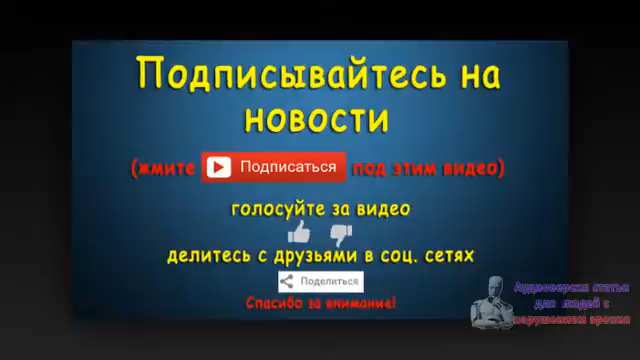 Подписывайтесь на
новости
(жмите Подписаться под этим видео)
голосуйте за видео
делитесь с друзьями в соц. сетях
Поделиться
Спасибо за внимание!
Аудиоверсия статьи
для людей с
нарушением зрения